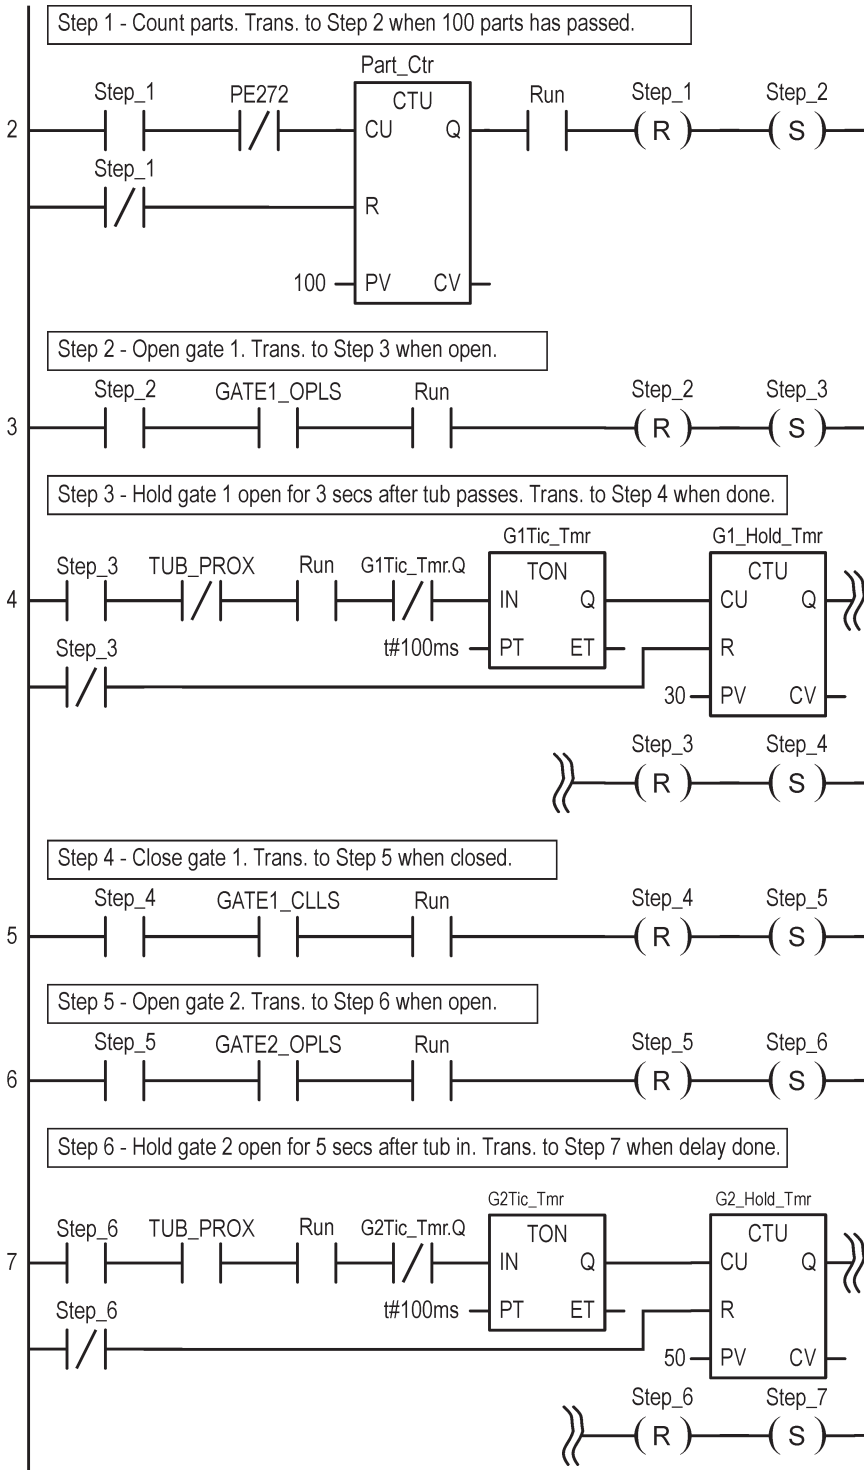 Step 1 - Count parts. Trans. to Step 2 when 100 parts has passed.
Part_Ctr
Step_1 PE272 CTU Run Step_1 Step_2
2 CU Q R S
Step_1
R
100 PV CV
Step 2 - Open gate 1. Trans. to Step 3 when open.
Step_2 GATE1_OPLS Run Step_2 Step_3
3 R S
Step 3 - Hold gate 1 open for 3 secs after tub passes. Trans. to Step 4 when done.
G1Tic_Tmr G1_Hold_Tmr
Step_3 TUB_PROX Run G1Tic_Tmr.Q TON CTU
4 IN Q CU Q
Step_3 t#100ms PT ET R
30 PV CV
Step_3 Step_4
R S
Step 4 - Close gate 1. Trans. to Step 5 when closed.
Step_4 GATE1_CLLS Run Step_4 Step_5
5 R S
Step 5 - Open gate 2. Trans. to Step 6 when open.
Step_5 GATE2_OPLS Run Step_5 Step_6
6 R S
Step 6 - Hold gate 2 open for 5 secs after tub in. Trans. to Step 7 when delay done.
G2Tic_Tmr G2_Hold_Tmr
Step_6 TUB_PROX Run G2Tic_Tmr.Q TON CTU
7 IN Q CU Q
Step_6 t#100ms PT ET R
50 PV CV
Step_6 Step_7
R S